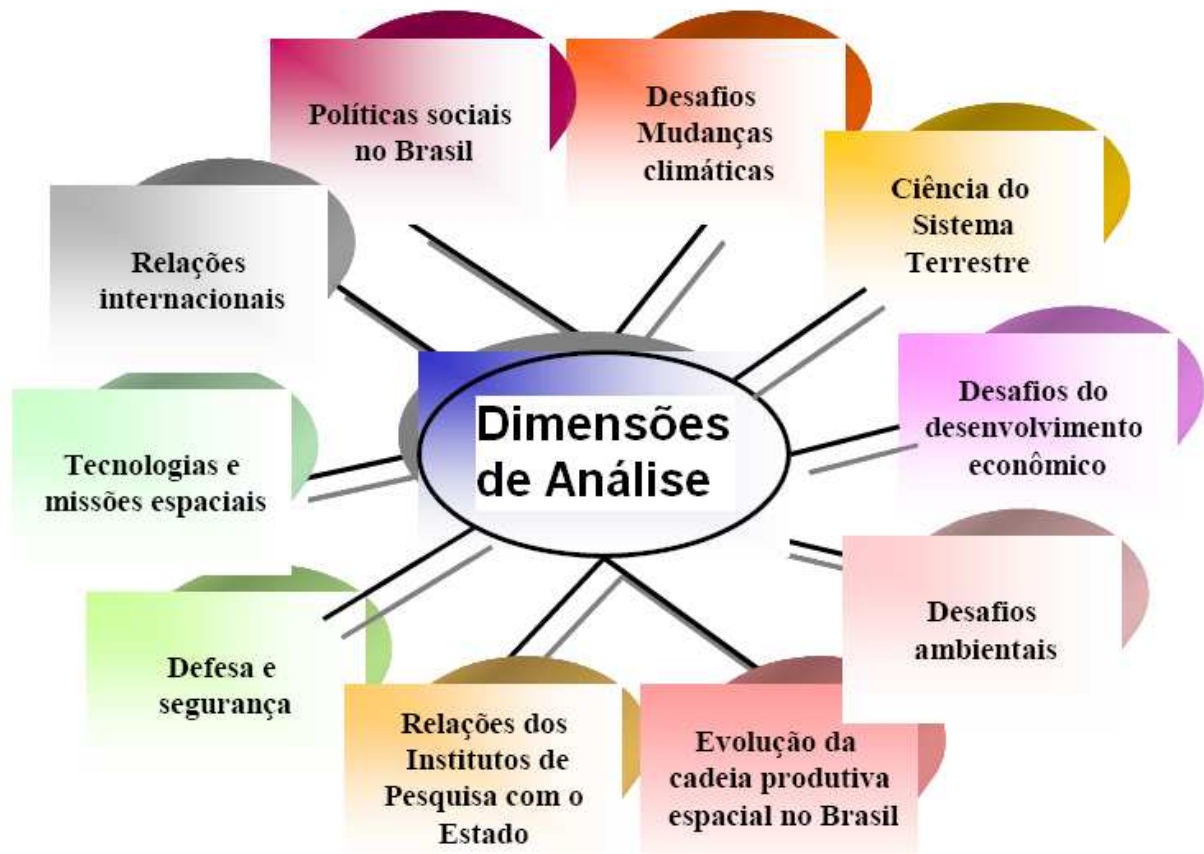 Políticas sociais
no Brasil
Desafios
Mudanças
climáticas
Ciência do
Sistema
Terrestre
Relações
internacionais
Desafios do
desenvolvimento
econômico
Dimensões
de Análise
Tecnologias e
missões espaciais
Desafios
ambientais
Defesa e
segurança
Relações dos
Institutos de
Pesquisa com o
Estado
Evolução da
cadeia produtiva
espacial no Brasil